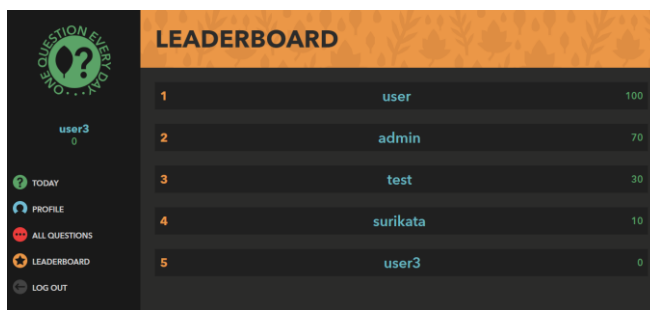 ONE QUESTION EVERY DAY
?
user3
0
TODAY
PROFILE
ALL QUESTIONS
LEADERBOARD
LOG OUT
LEADERBOARD
1 user 100
2 admin 70
3 test 30
4 surikata 10
5 user3 0